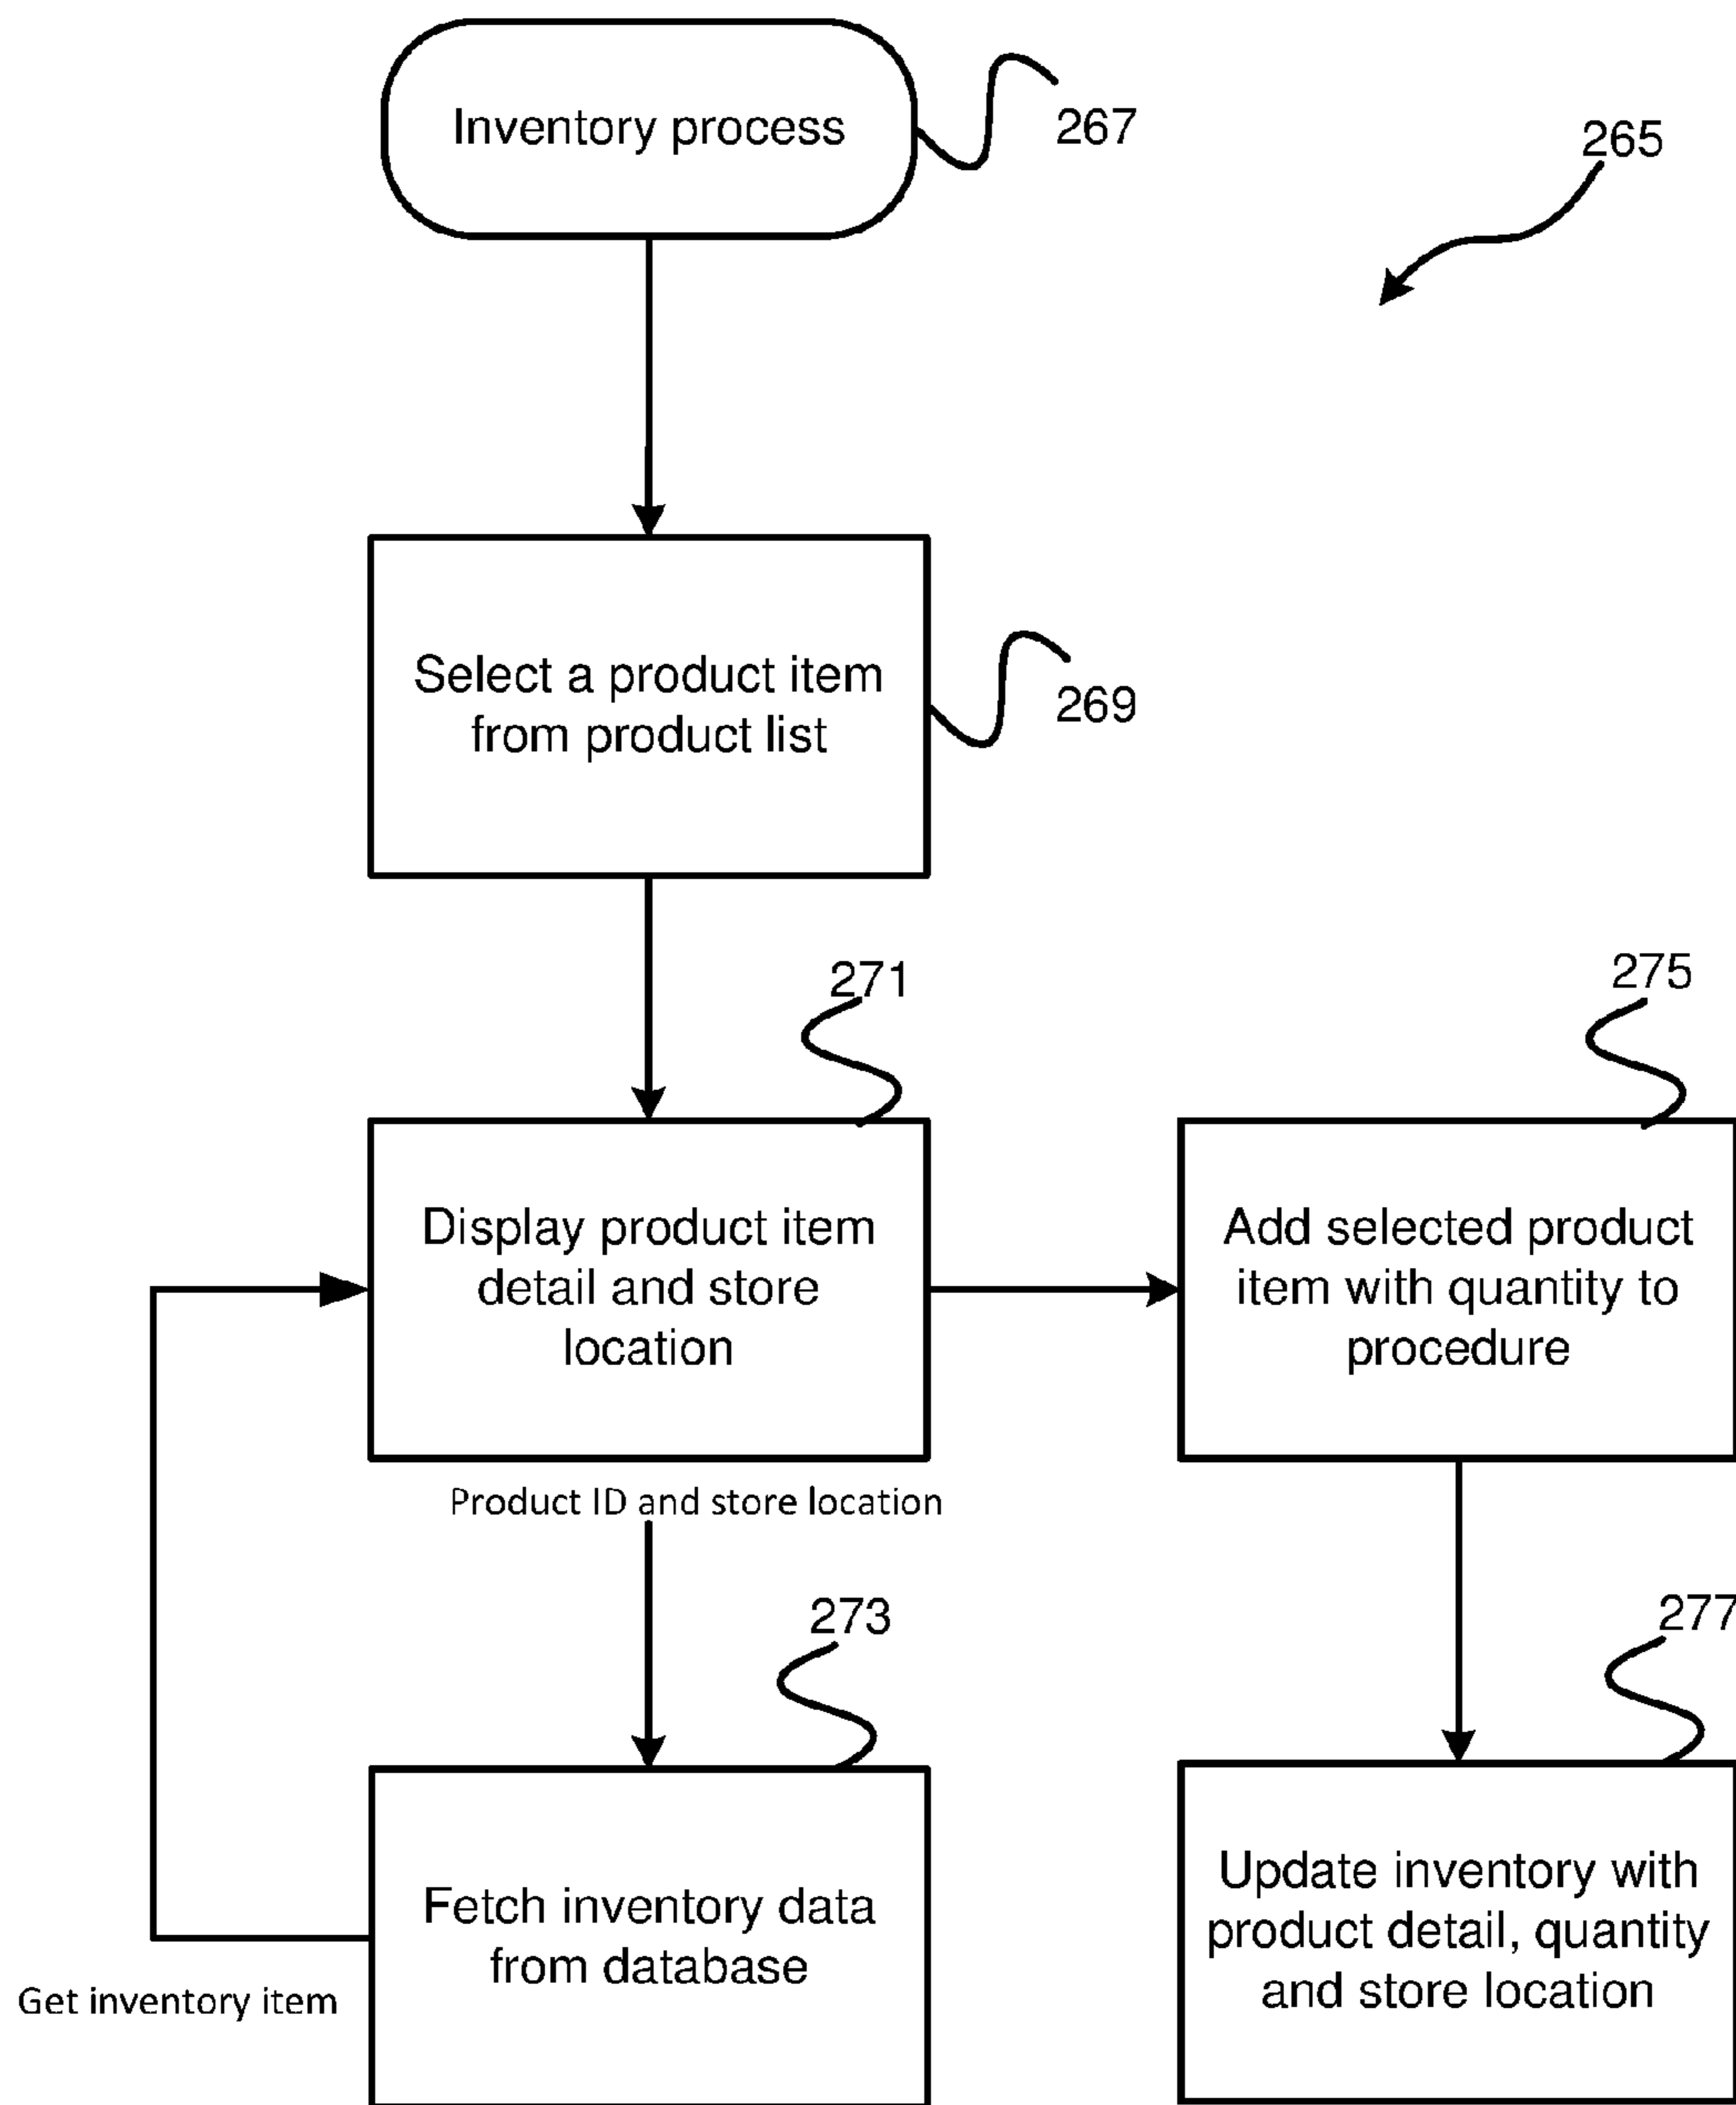 Inventory process
267
265
Select a product item
from product list
269
271
275
Display product item
detail and store
location
Add selected product
item with quantity to
procedure
Product ID and store location
273
277
Fetch inventory data
from database
Get inventory item
Update inventory with
product detail, quantity
and store location